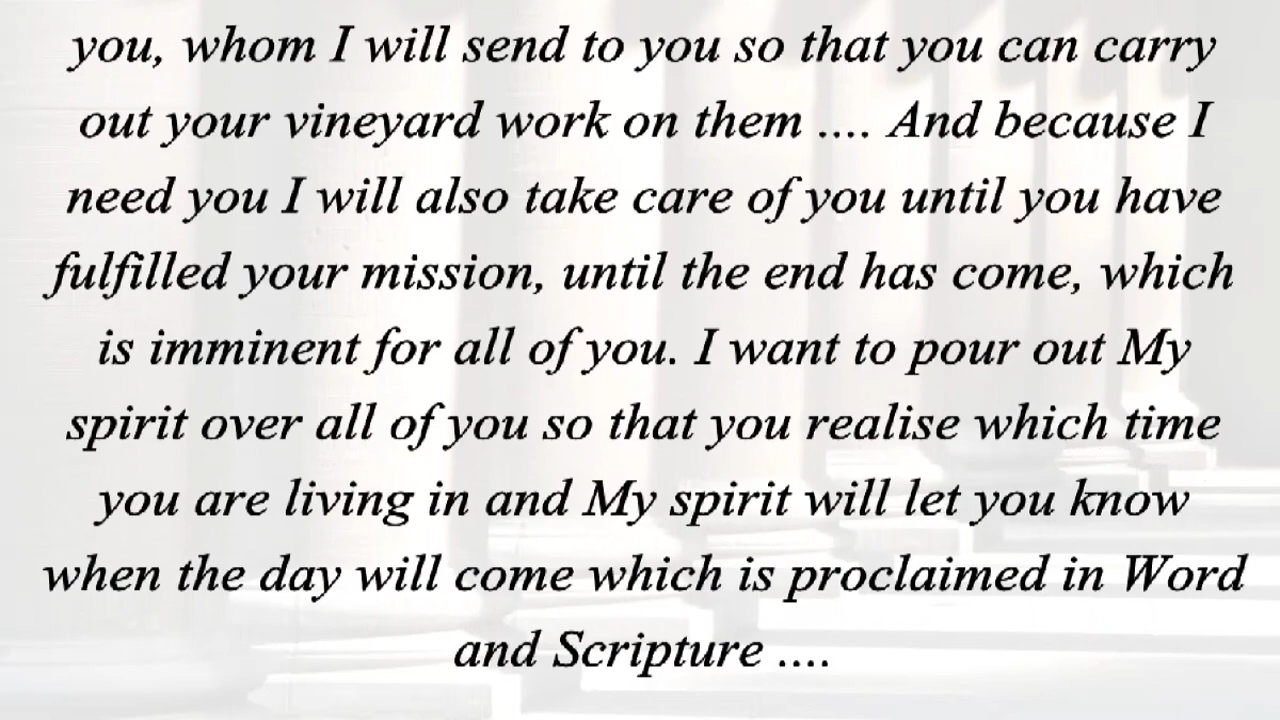 you, whom I will send to you so that you can carry
out your vineyard work on them .... And because I
need you I will also take care of you until you have
fulfilled your mission, until the end has come, which
is imminent for all of you. I want to pour out My
spirit over all of you so that you realise which time
you are living in and My spirit will let you know
when the day will come which is proclaimed in Word
and Scripture ....